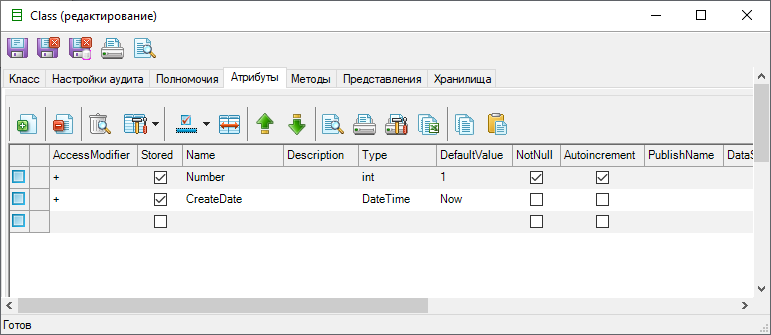 Class (редактирование)
Класс Настройки аудита Полномочия Атрибуты Методы Представления Хранилища
AccessModifier Stored Name Description Type DefaultValue NotNull Autoincrement PublishName DataS
+ Number int 1
+ CreateDate DateTime Now
Готов